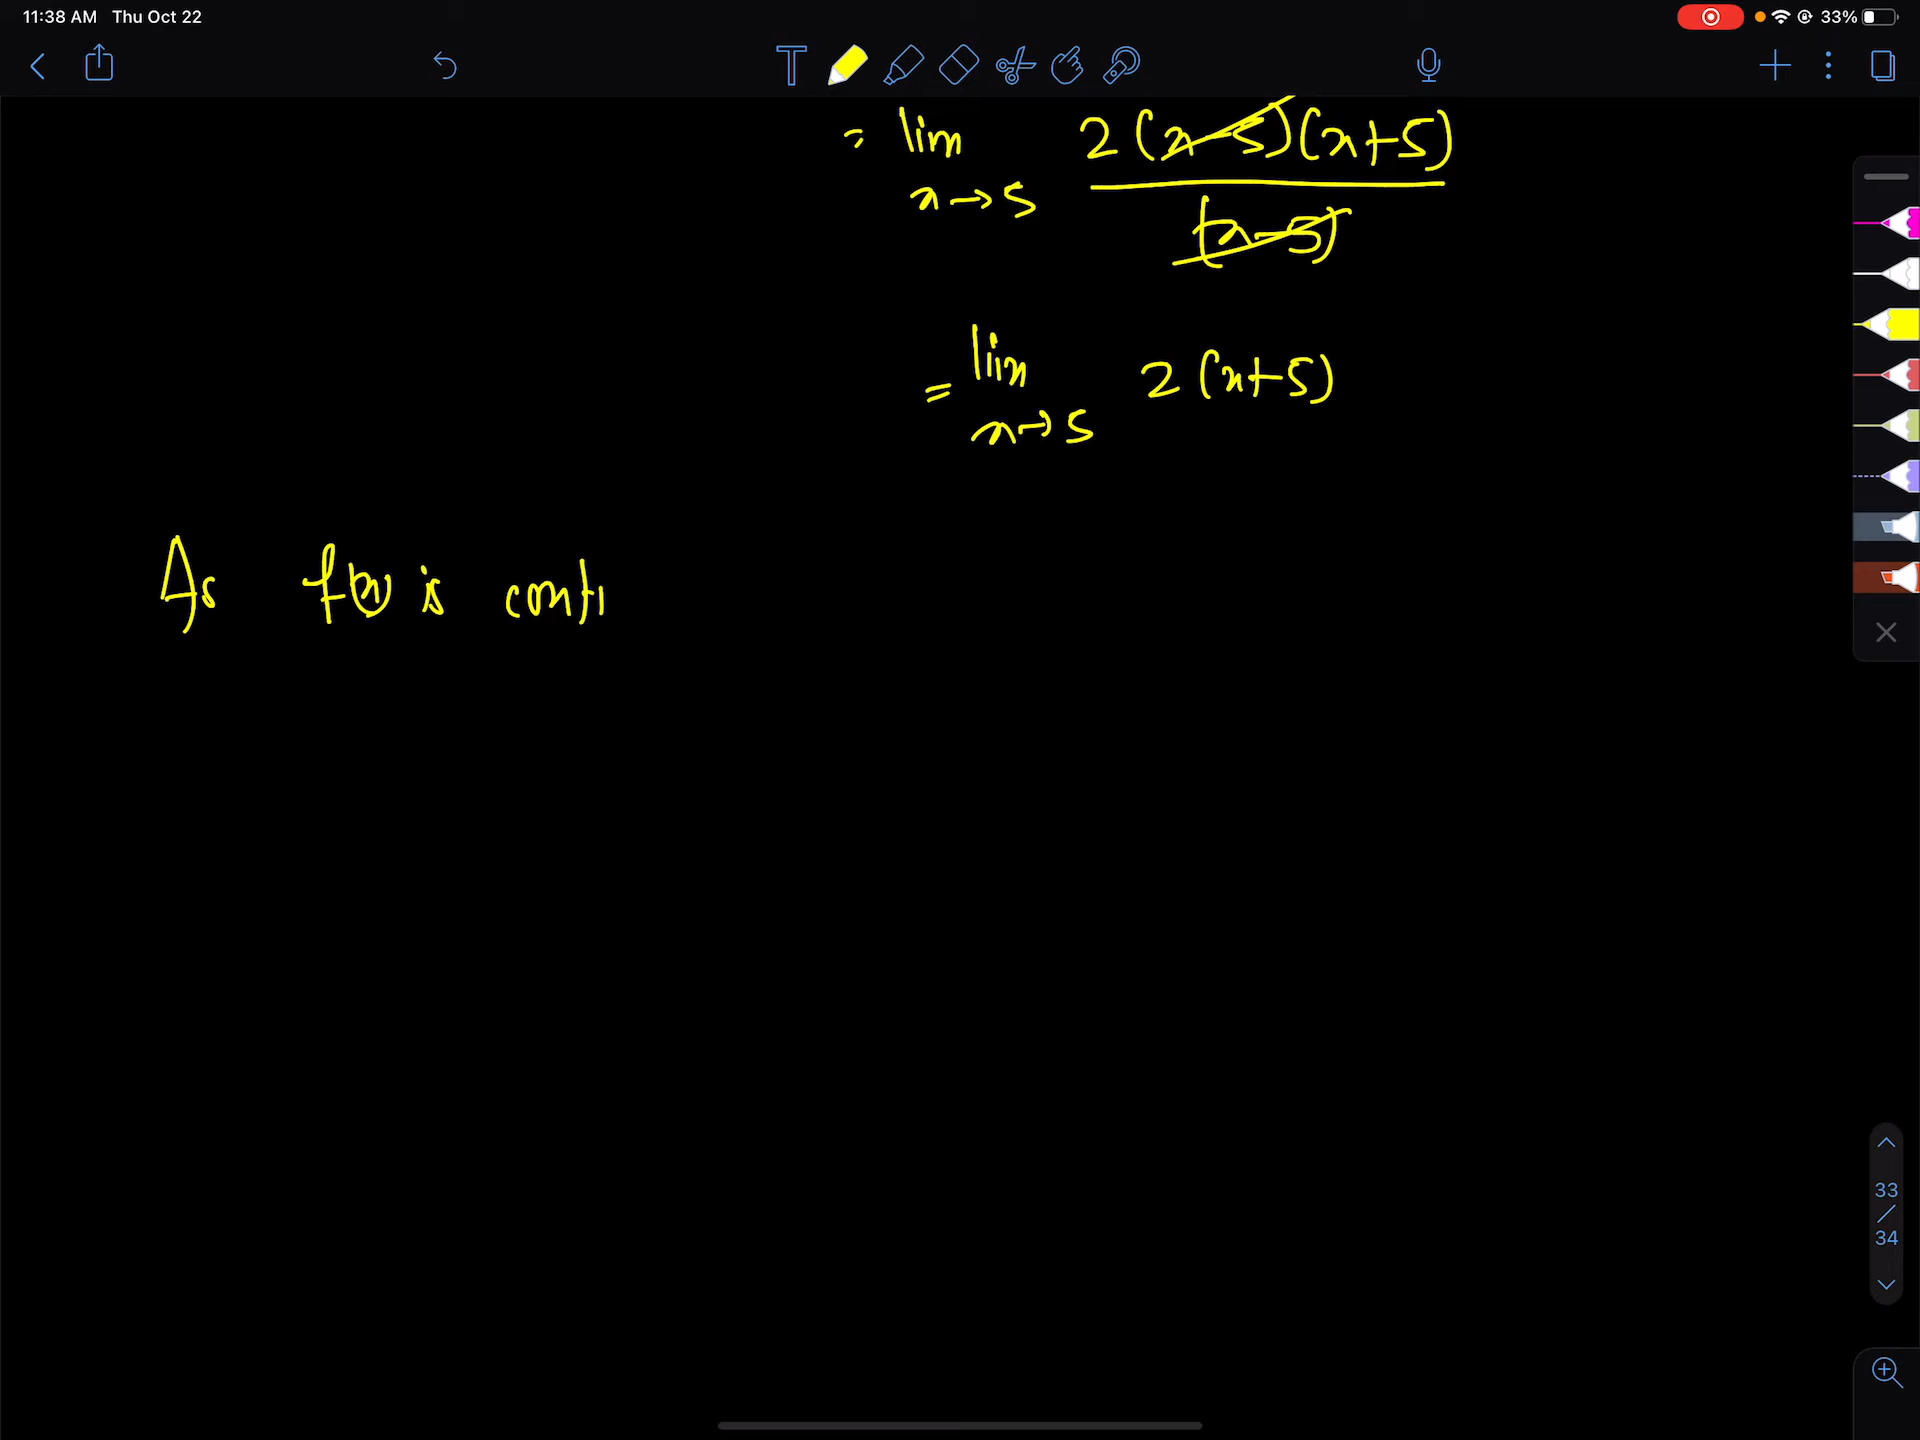 11:38 AM Thu Oct 22
33%
= lim 2 (x-5)(x+5)
x→5 (x-5)
= lim 2 (x+5)
x→5
As f(x) is conti
33
/
34